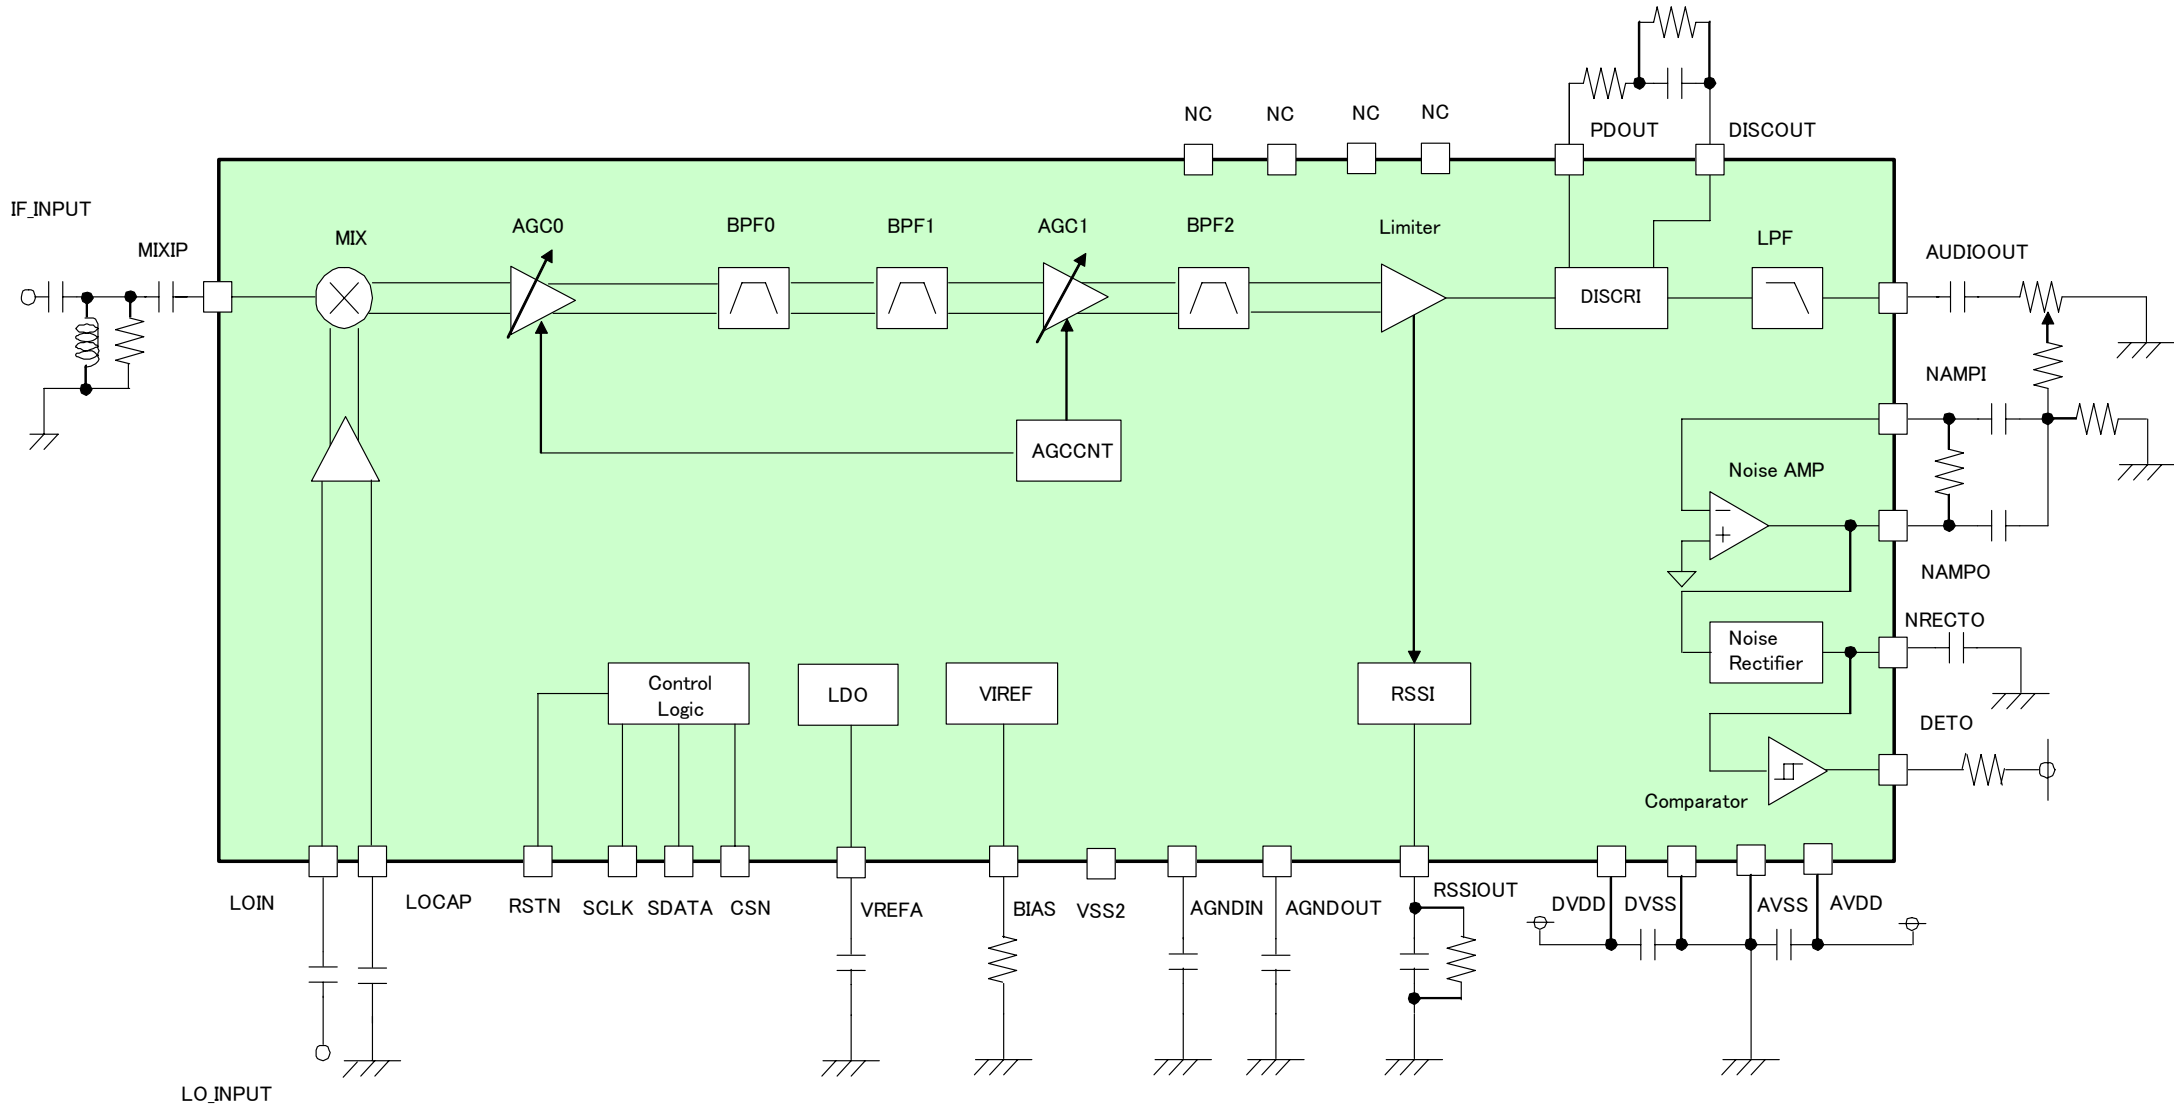 NC
NC
NC
NC
PDOUT
DISCOUT
IF_INPUT
MIXIP
MIX
AGC0
BPF0
BPF1
AGC1
BPF2
Limiter
LPF
AUDIOOUT
DISCRI
NAMPI
AGCCNT
Noise AMP
−
+
NAMPO
NRECTO
Noise
Rectifier
Control
Logic
LDO
VIREF
RSSI
DETO
Comparator
LOIN
LOCAP
RSTN
SCLK
SDATA
CSN
VREFA
BIAS
VSS2
AGNDIN
AGNDOUT
RSSIOUT
DVDD
DVSS
AVSS
AVDD
LO_INPUT